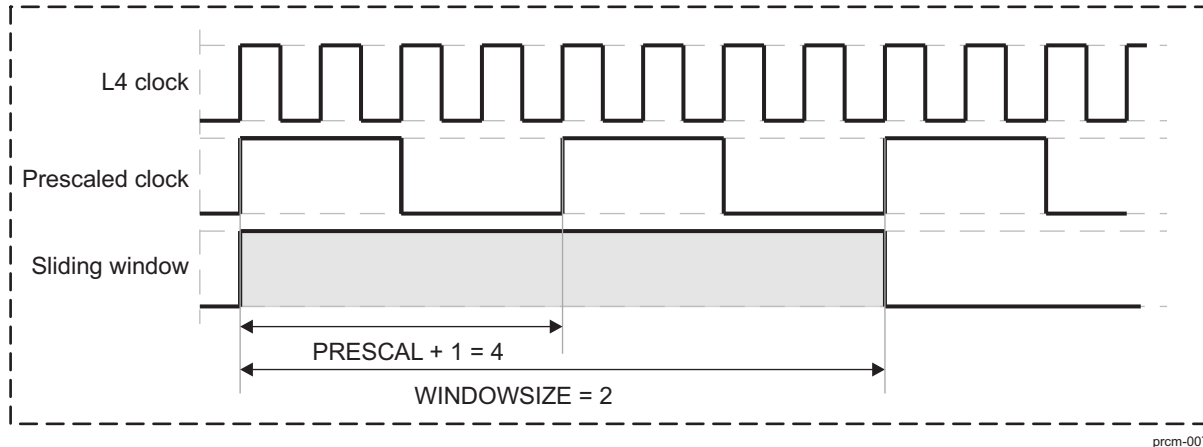 L4 clock
Prescaled clock
Sliding window
PRESCAL + 1 = 4
WINDOWSIZE = 2